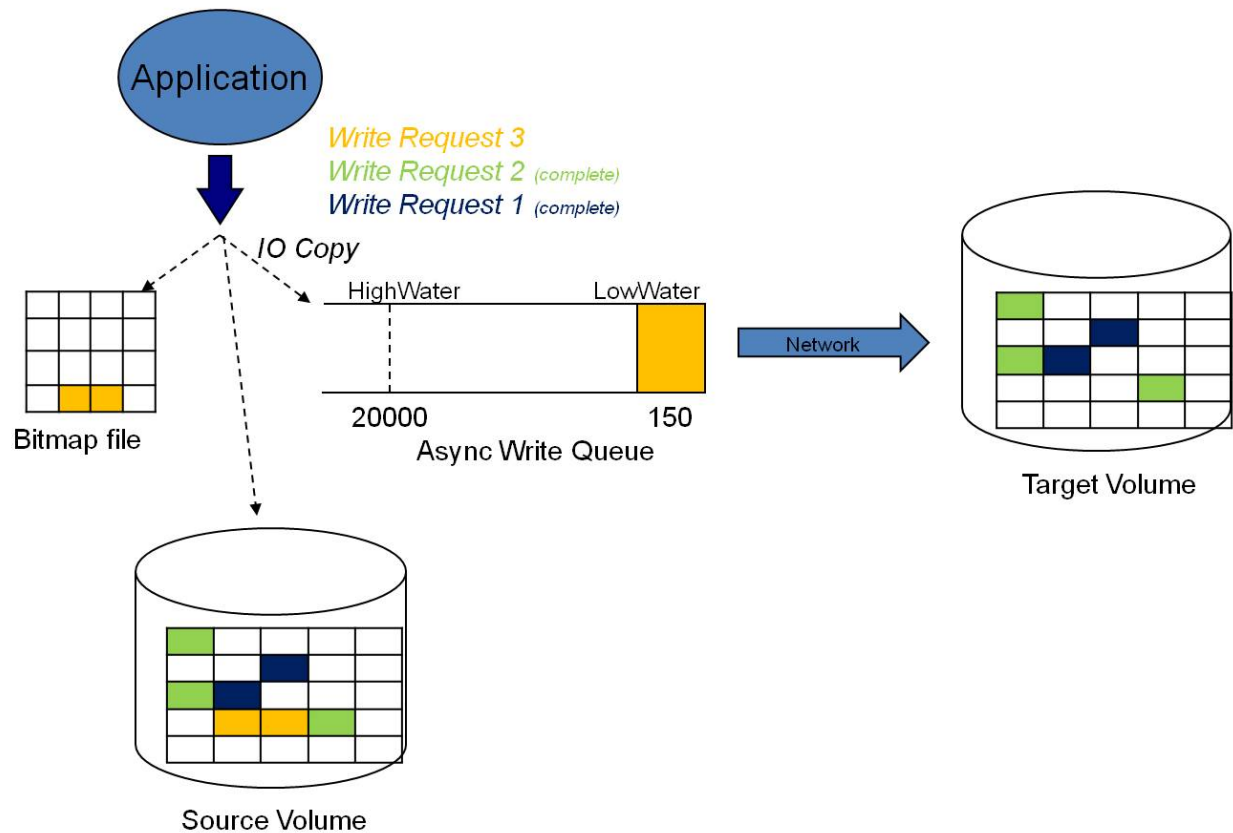 Application
Write Request 3
Write Request 2 (complete)
Write Request 1 (complete)
IO Copy
HighWater
LowWater
Network
20000
150
Bitmap file
Async Write Queue
Target Volume
Source Volume